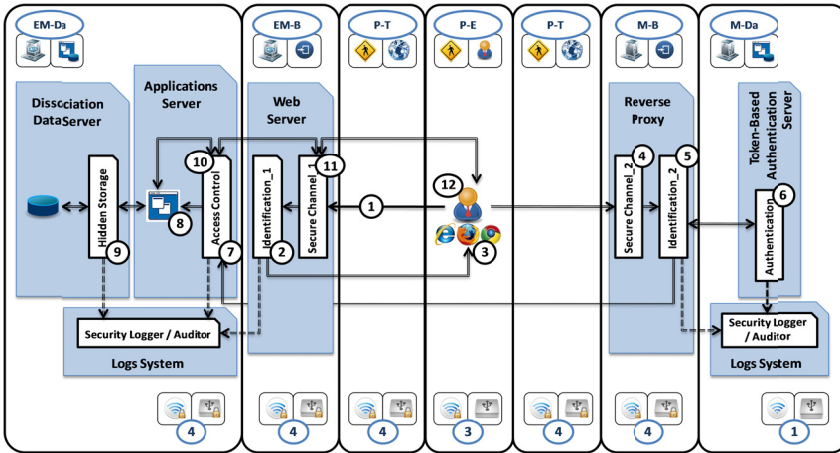 EM-Da
EM-B
P-T
P-E
P-T
M-B
M-Da
Dissociation
DataServer
Applications
Server
Web
Server
Reverse
Proxy
Token-Based
Authentication
Server
Hidden Storage
Access Control
Identification_1
Secure Channel_1
Secure Channel_2
Identification_2
Authentication
10
11
12
4
5
6
1
8
9
7
2
3
Security Logger / Auditor
Logs System
Security Logger
/ Auditor
Logs System
4
4
4
3
4
4
1